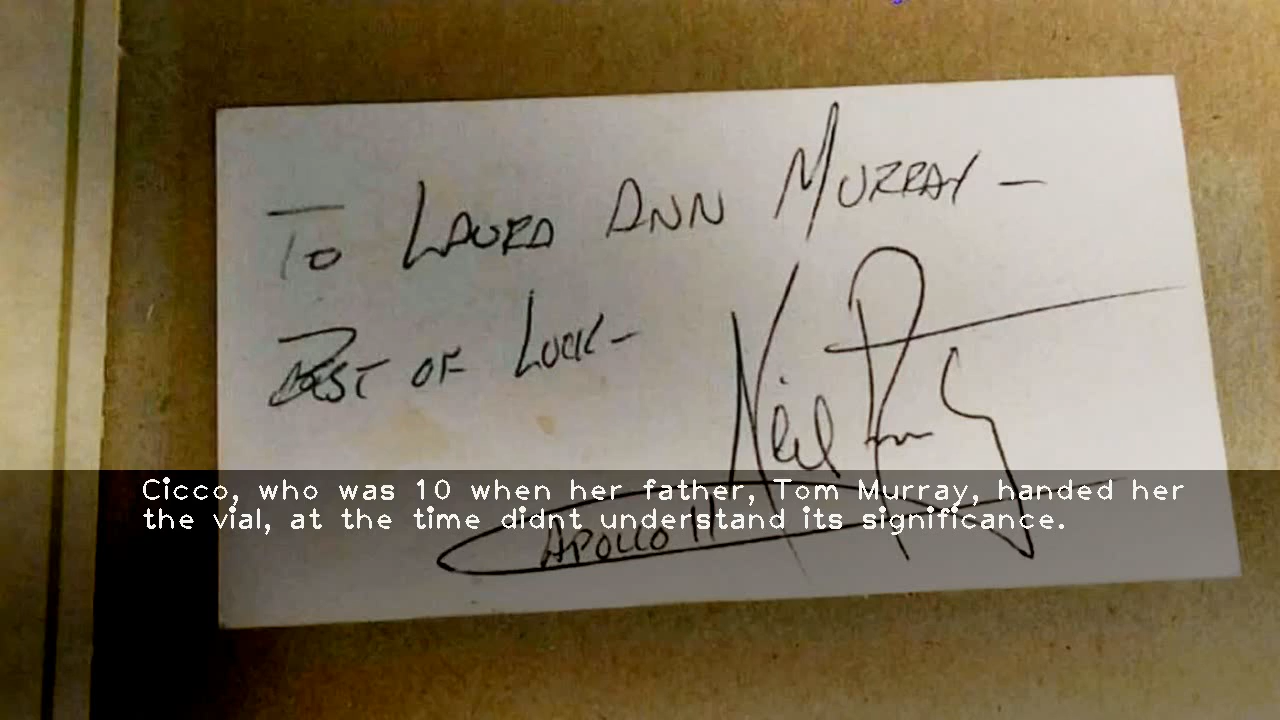 To LAURA ANN MURRAY –
BEST OF LUCK –
Neil
APOLLO 11
Cicco, who was 10 when her father, Tom Murray, handed her
the vial, at the time didnt understand its significance.